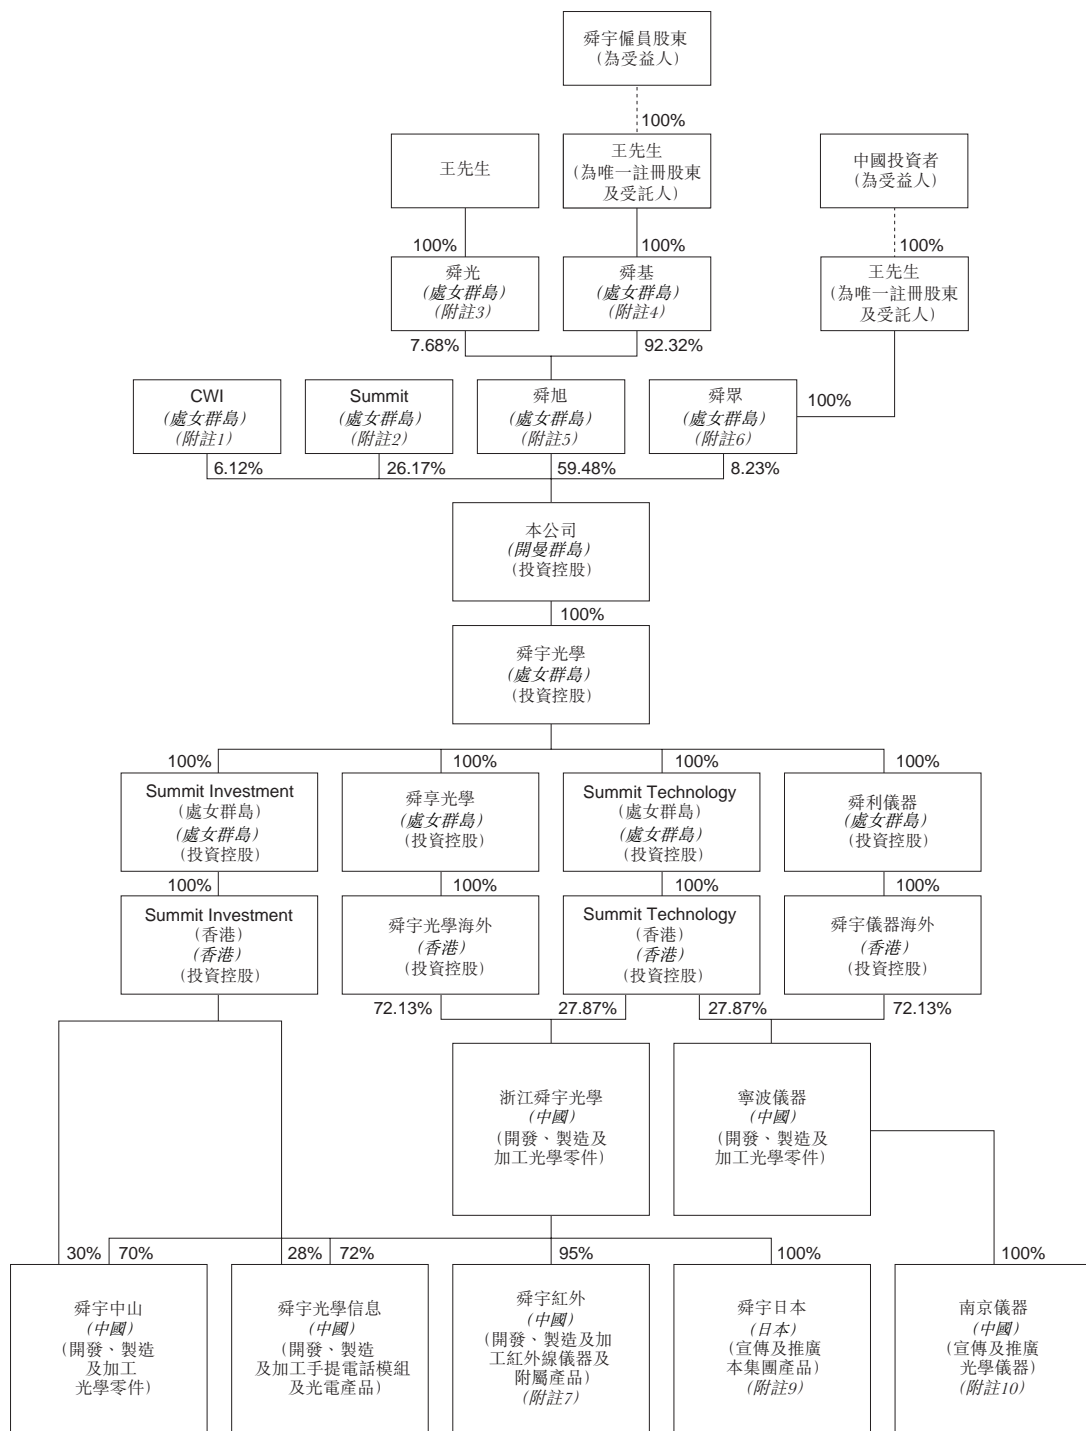 舜宇僱員股東
（為受益人）
100%
王先生
王先生
（為唯一註冊股東
及受託人）
中國投資者
（為受益人）
100%
100%
100%
舜光
（處女群島）
（附註3）
舜基
（處女群島）
（附註4）
王先生
（為唯一註冊股東
及受託人）
7.68%
92.32%
CWI
（處女群島）
（附註1）
Summit
（處女群島）
（附註2）
舜旭
（處女群島）
（附註5）
舜眾
（處女群島）
（附註6）
100%
6.12%
26.17%
59.48%
8.23%
本公司
（開曼群島）
（投資控股）
100%
舜宇光學
（處女群島）
（投資控股）
100%
100%
100%
100%
Summit Investment
（處女群島）
（處女群島）
（投資控股）
舜享光學
（處女群島）
（投資控股）
Summit Technology
（處女群島）
（處女群島）
（投資控股）
舜利儀器
（處女群島）
（投資控股）
100%
100%
100%
100%
Summit Investment
（香港）
（香港）
（投資控股）
舜宇光學海外
（香港）
（投資控股）
Summit Technology
（香港）
（香港）
（投資控股）
舜宇儀器海外
（香港）
（投資控股）
72.13%
27.87%
27.87%
72.13%
浙江舜宇光學
（中國）
（開發、製造及
加工光學零件）
寧波儀器
（中國）
（開發、製造及
加工光學零件）
30%
70%
28%
72%
95%
100%
100%
舜宇中山
（中國）
（開發、製造
及加工
光學零件）
舜宇光學信息
（中國）
（開發、製造
及加工手提電話模組
及光電產品）
舜宇紅外
（中國）
（開發、製造及加
工紅外線儀器及
附屬產品）
（附註7）
舜宇日本
（日本）
（宣傳及推廣
本集團產品）
（附註9）
南京儀器
（中國）
（宣傳及推廣
光學儀器）
（附註10）